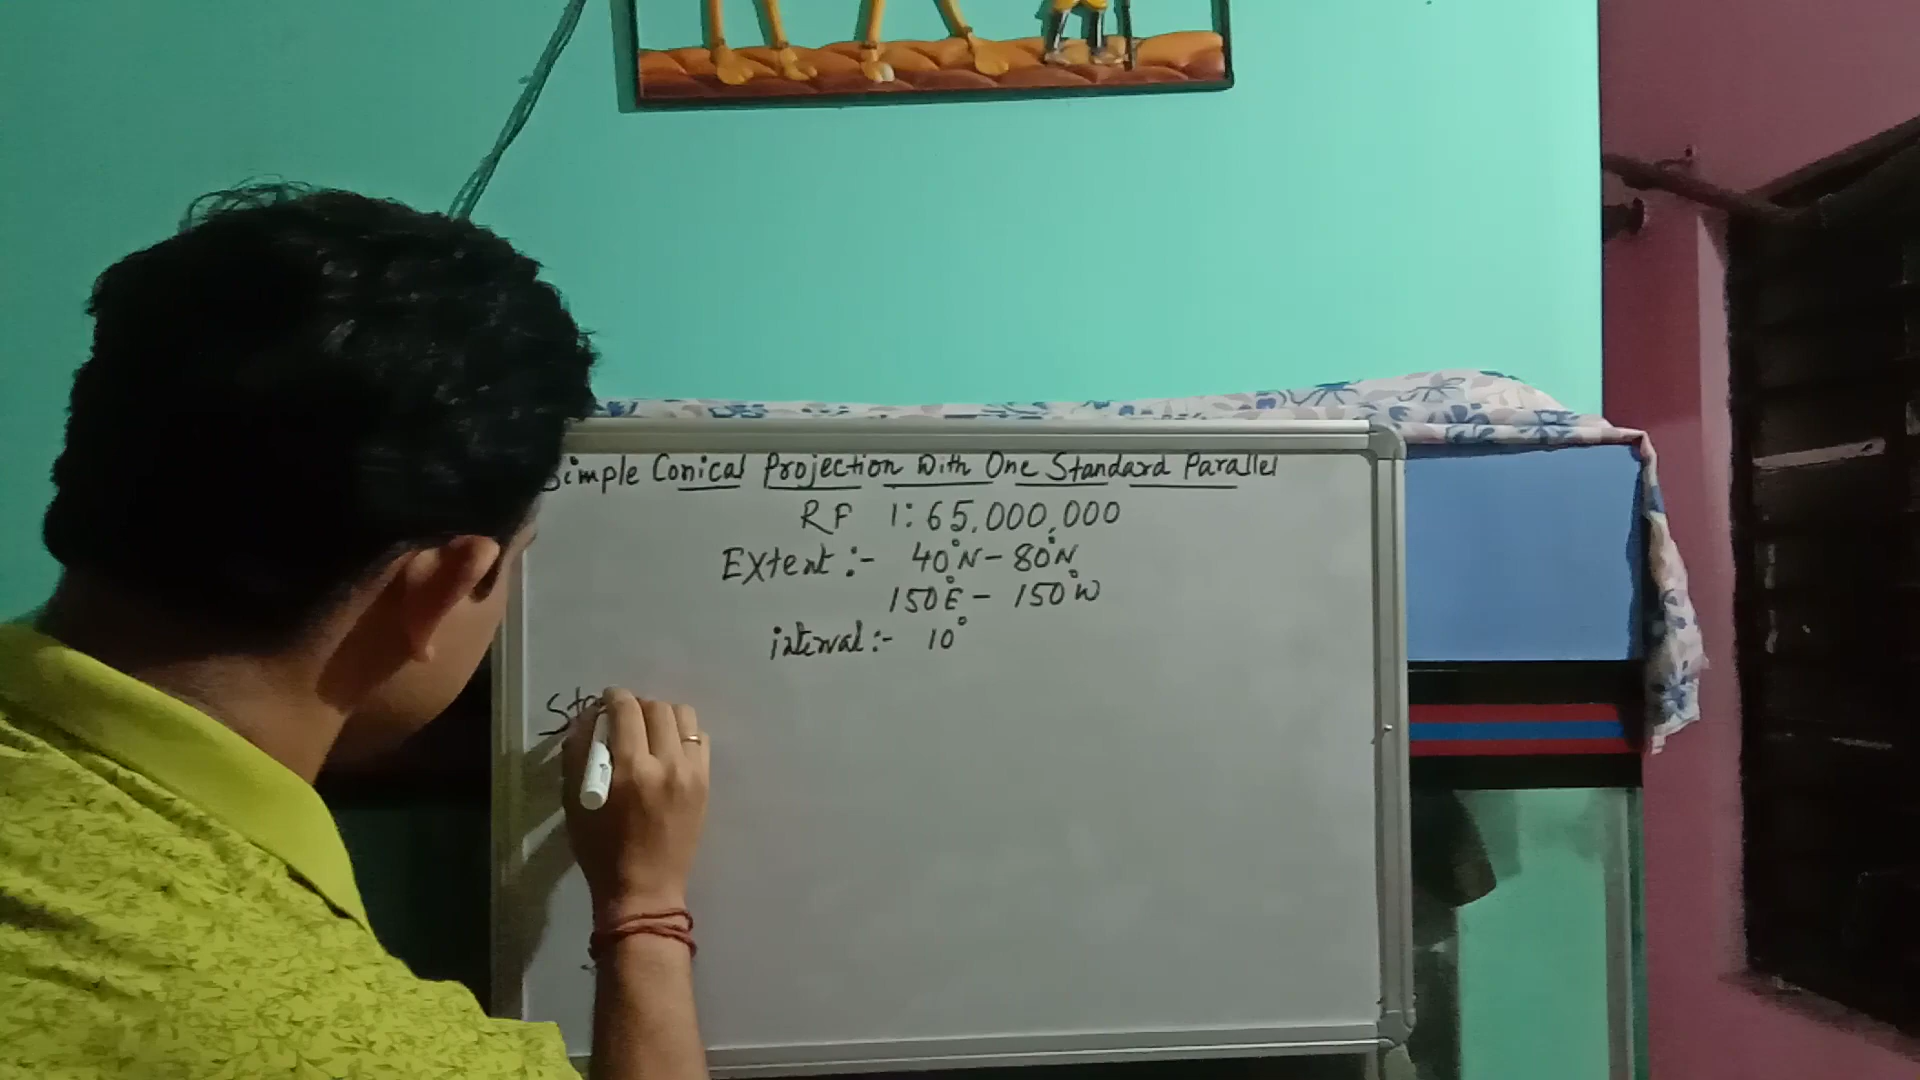 Simple Conical Projection With One Standard Parallel
RF 1:65,000,000
Extent:- 40°N-80°N
150°E - 150°W
interval:- 10°